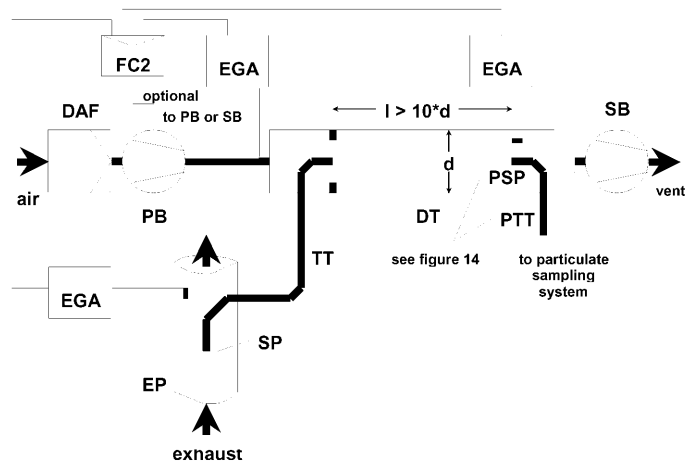 FC2
EGA
EGA
optional
to PB or SB
l > 10*d
DAF
SB
air
d
vent
PB
PSP
DT
PTT
TT
see figure 14
to particulate
sampling
system
EGA
SP
EP
exhaust